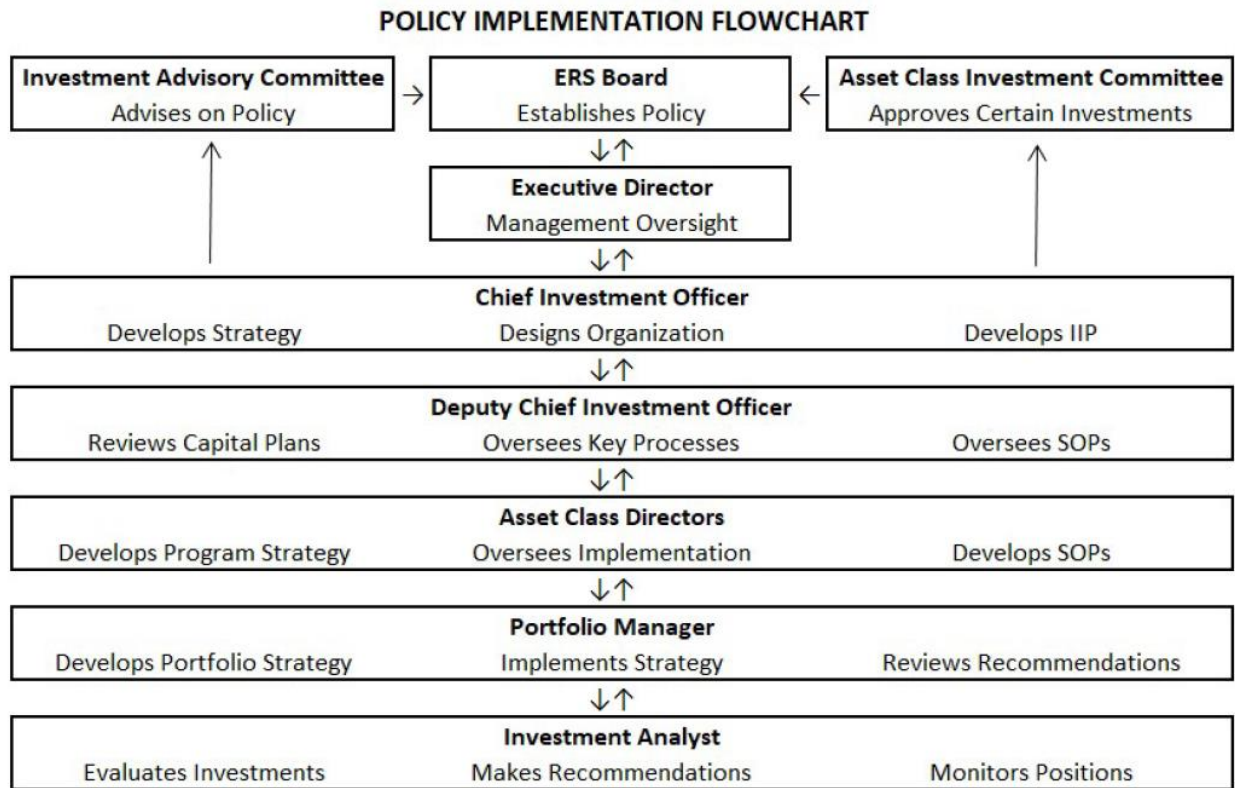 POLICY IMPLEMENTATION FLOWCHART
Investment Advisory Committee
Advises on Policy
→
ERS Board
Establishes Policy
←
Asset Class Investment Committee
Approves Certain Investments
↓↑
Executive Director
Management Oversight
↓↑
Chief Investment Officer
Develops Strategy Designs Organization Develops IIP
↓↑
Deputy Chief Investment Officer
Reviews Capital Plans Oversees Key Processes Oversees SOPs
↓↑
Asset Class Directors
Develops Program Strategy Oversees Implementation Develops SOPs
↓↑
Portfolio Manager
Develops Portfolio Strategy Implements Strategy Reviews Recommendations
↓↑
Investment Analyst
Evaluates Investments Makes Recommendations Monitors Positions